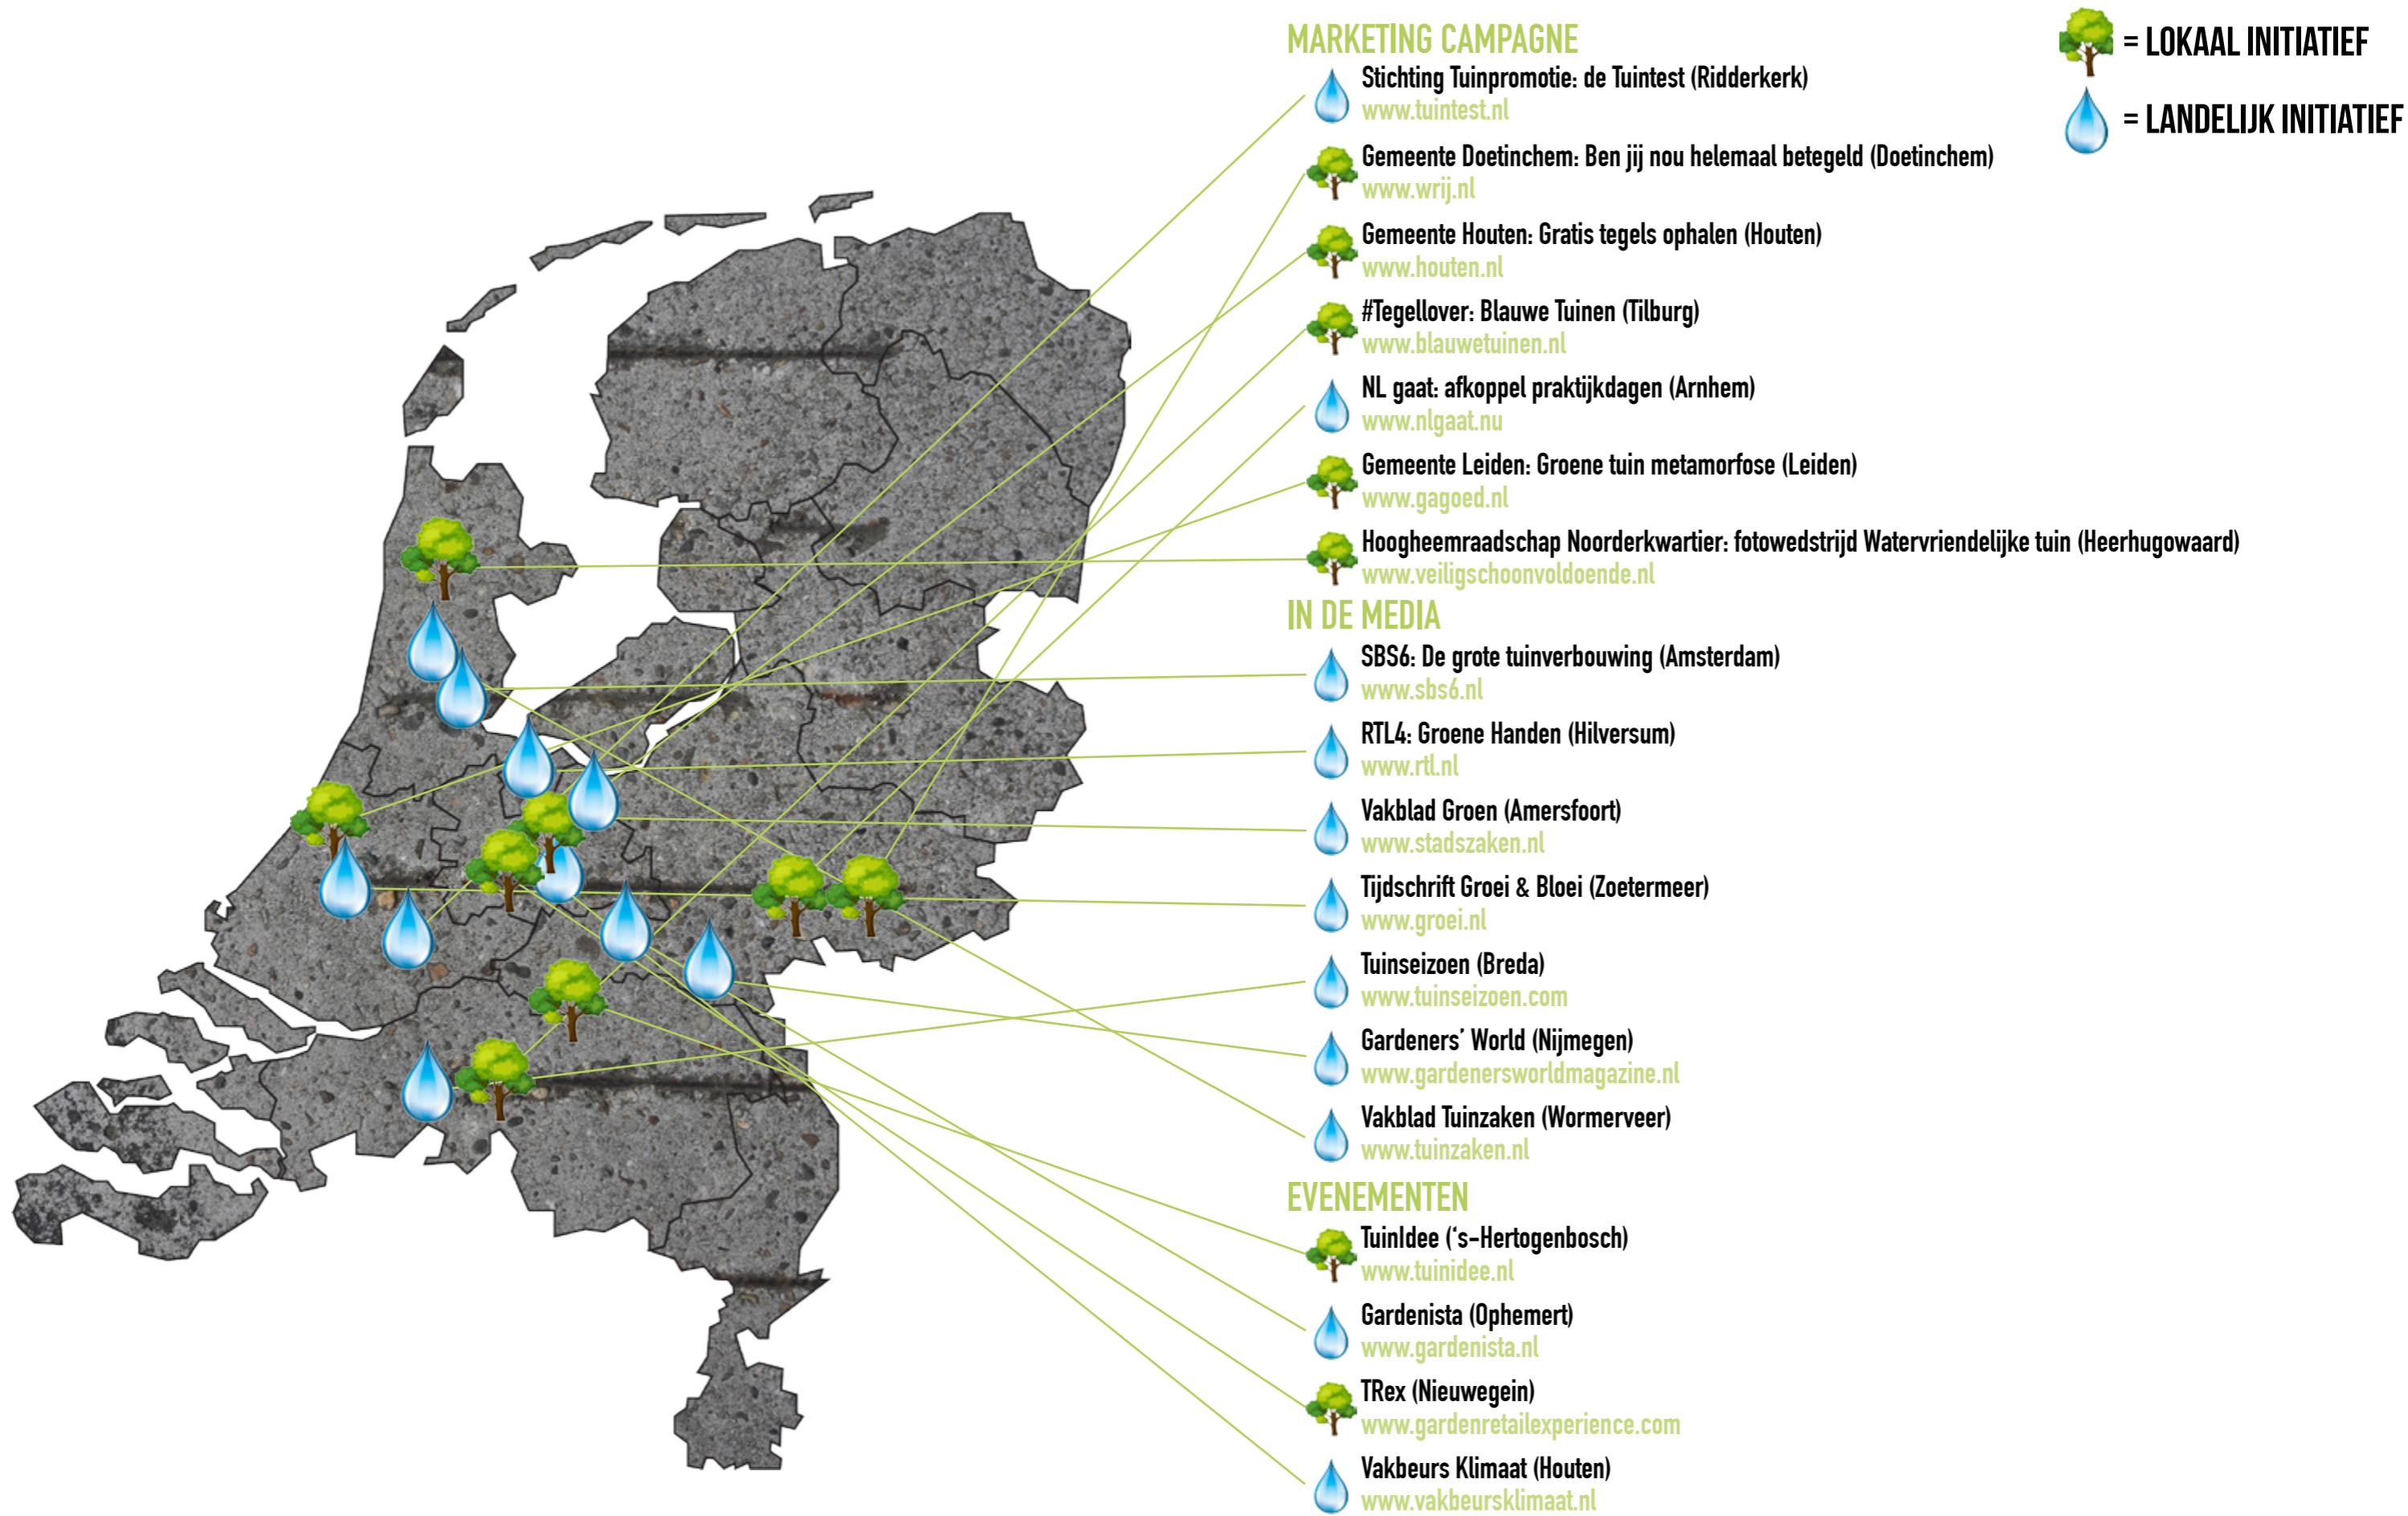 MARKETING CAMPAGNE
Stichting Tuinpromotie: de Tuintest (Ridderkerk)
www.tuintest.nl
Gemeente Doetinchem: Ben jij nou helemaal betegeld (Doetinchem)
www.wrij.nl
Gemeente Houten: Gratis tegels ophalen (Houten)
www.houten.nl
#Tegellover: Blauwe Tuinen (Tilburg)
www.blauwetuinen.nl
NL gaat: afkoppel praktijkdagen (Arnhem)
www.nlgaat.nu
Gemeente Leiden: Groene tuin metamorfose (Leiden)
www.gagoed.nl
Hoogheemraadschap Noorderkwartier: fotowedstrijd Watervriendelijke tuin (Heerhugowaard)
www.veiligschoonvoldoende.nl
IN DE MEDIA
SBS6: De grote tuinverbouwing (Amsterdam)
www.sbs6.nl
RTL4: Groene Handen (Hilversum)
www.rtl.nl
Vakblad Groen (Amersfoort)
www.stadszaken.nl
Tijdschrift Groei & Bloei (Zoetermeer)
www.groei.nl
Tuinseizoen (Breda)
www.tuinseizoen.com
Gardeners’ World (Nijmegen)
www.gardenersworldmagazine.nl
Vakblad Tuinzaken (Wormerveer)
www.tuinzaken.nl
EVENEMENTEN
TuinIdee (‘s-Hertogenbosch)
www.tuinidee.nl
Gardenista (Ophemert)
www.gardenista.nl
TRex (Nieuwegein)
www.gardenretailexperience.com
Vakbeurs Klimaat (Houten)
www.vakbeursklimaat.nl
= LOKAAL INITIATIEF
= LANDELIJK INITIATIEF